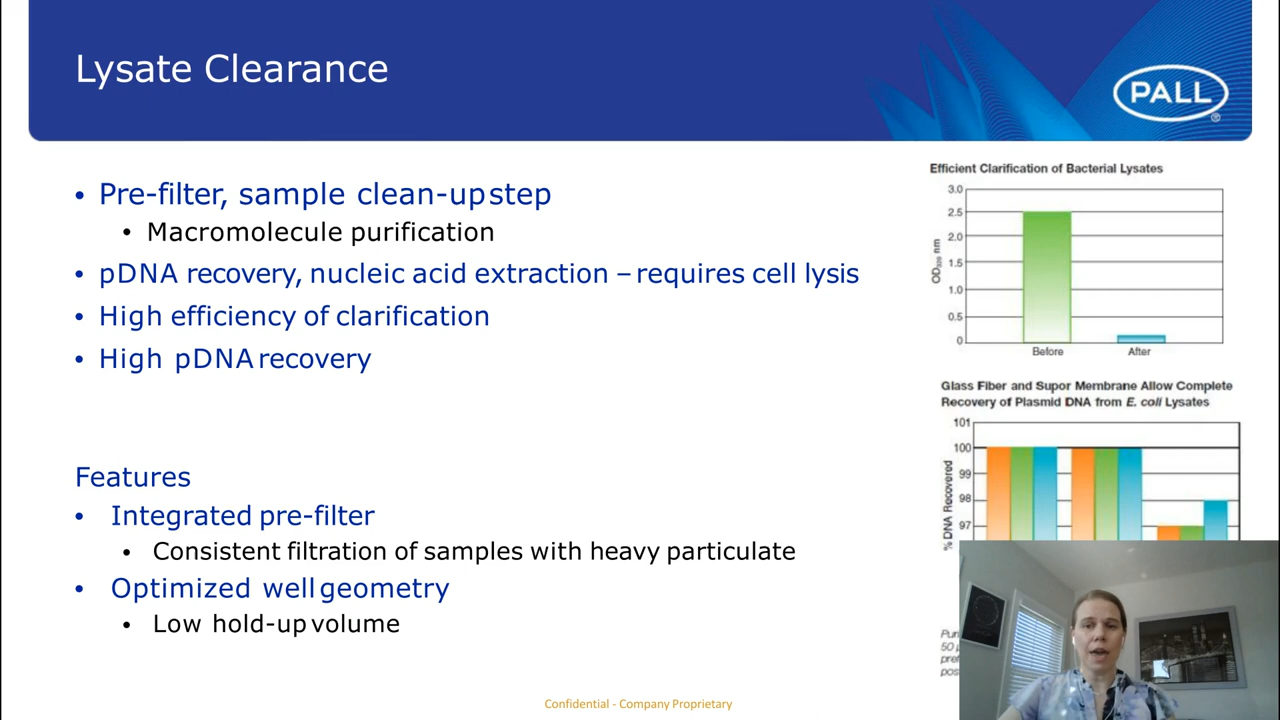 Lysate Clearance
PALL
®
• Pre-filter, sample clean-up step
• Macromolecule purification
• pDNA recovery, nucleic acid extraction – requires cell lysis
• High efficiency of clarification
• High pDNA recovery
Features
• Integrated pre-filter
• Consistent filtration of samples with heavy particulate
• Optimized well geometry
• Low hold-up volume
Efficient Clarification of Bacterial Lysates
3.0
2.5
2.0
1.5
1.0
0.5
0
nm
Before After
Glass Fiber and Supor Membrane Allow Complete
Recovery of Plasmid DNA from E. coli Lysates
101
100
99
98
97
% DNA Recovered
50
Confidential - Company Proprietary